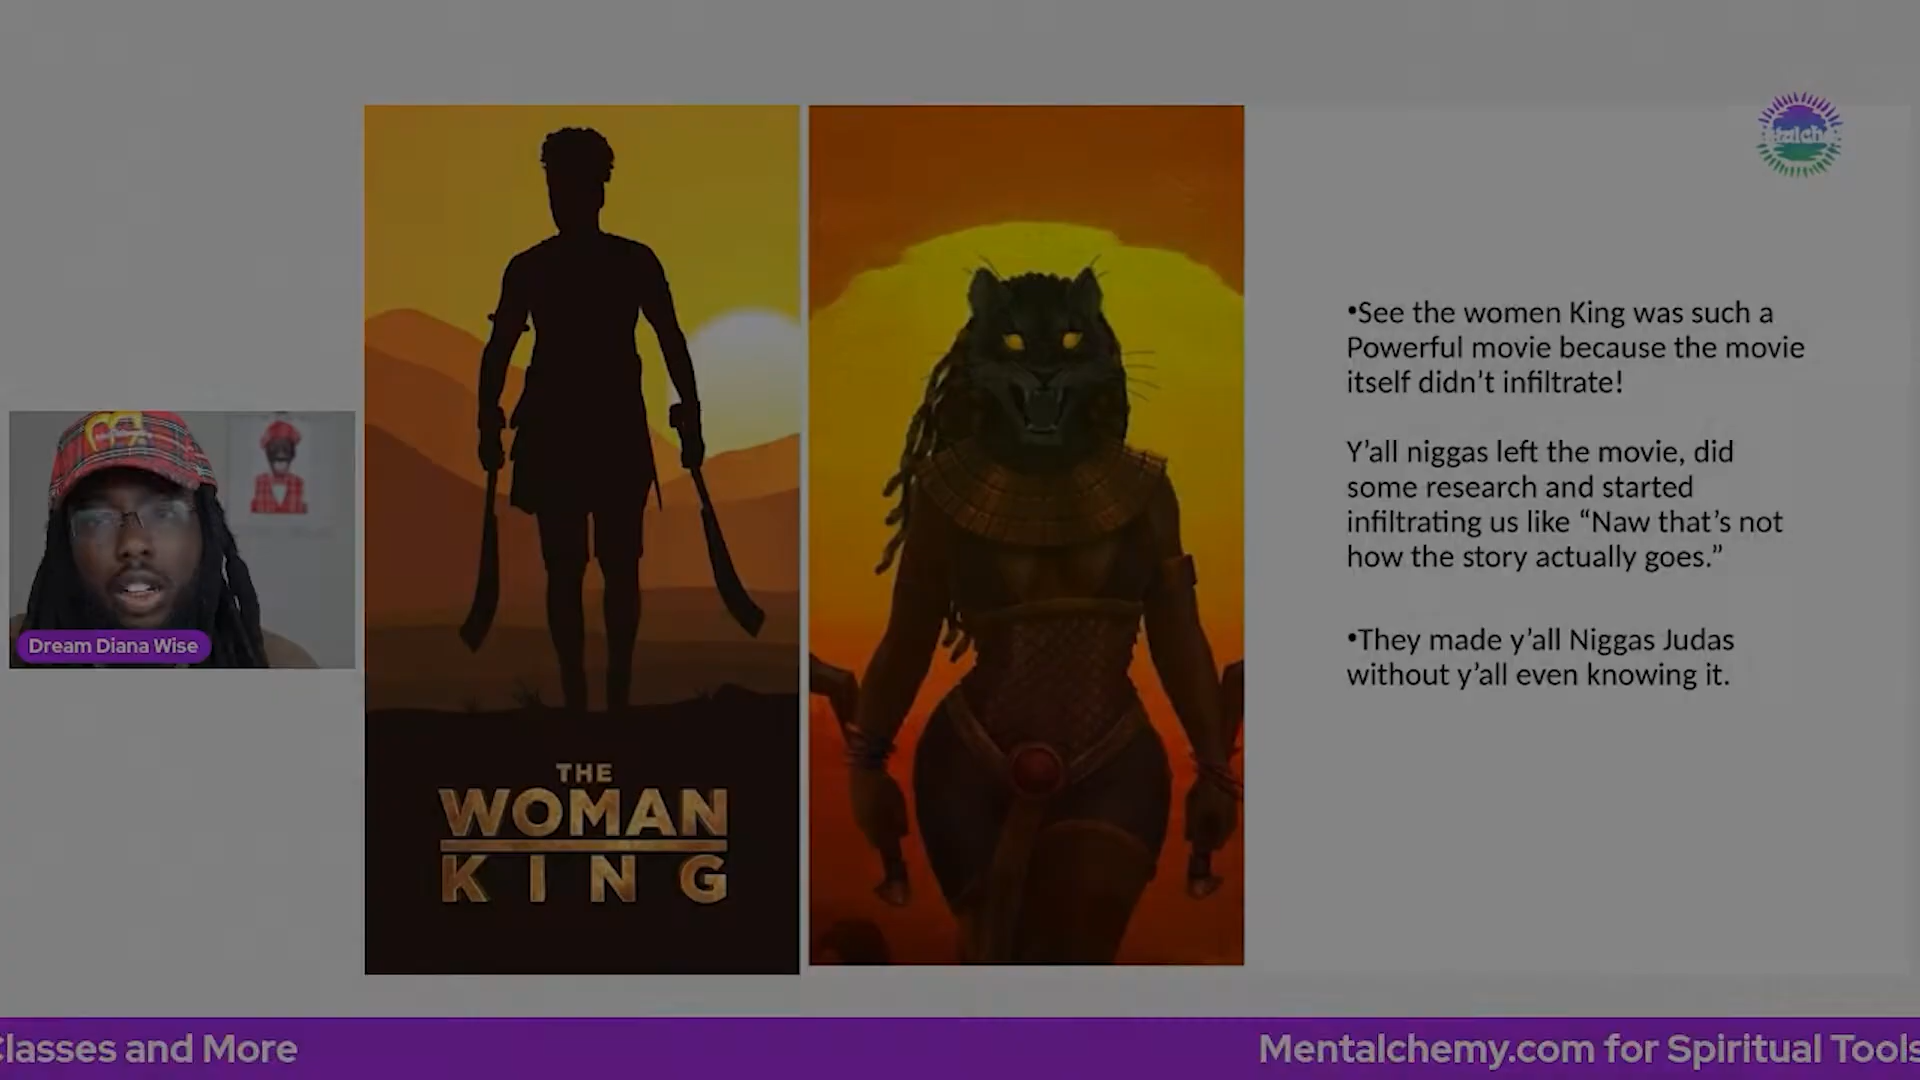 •See the women King was such a
Powerful movie because the movie
itself didn’t infiltrate!
Y’all niggas left the movie, did
some research and started
infiltrating us like “Naw that’s not
how the story actually goes.”
•They made y’all Niggas Judas
without y’all even knowing it.
Dream Diana Wise
THE
WOMAN
KING
Classes and More
Mentalchemy.com for Spiritual Tools